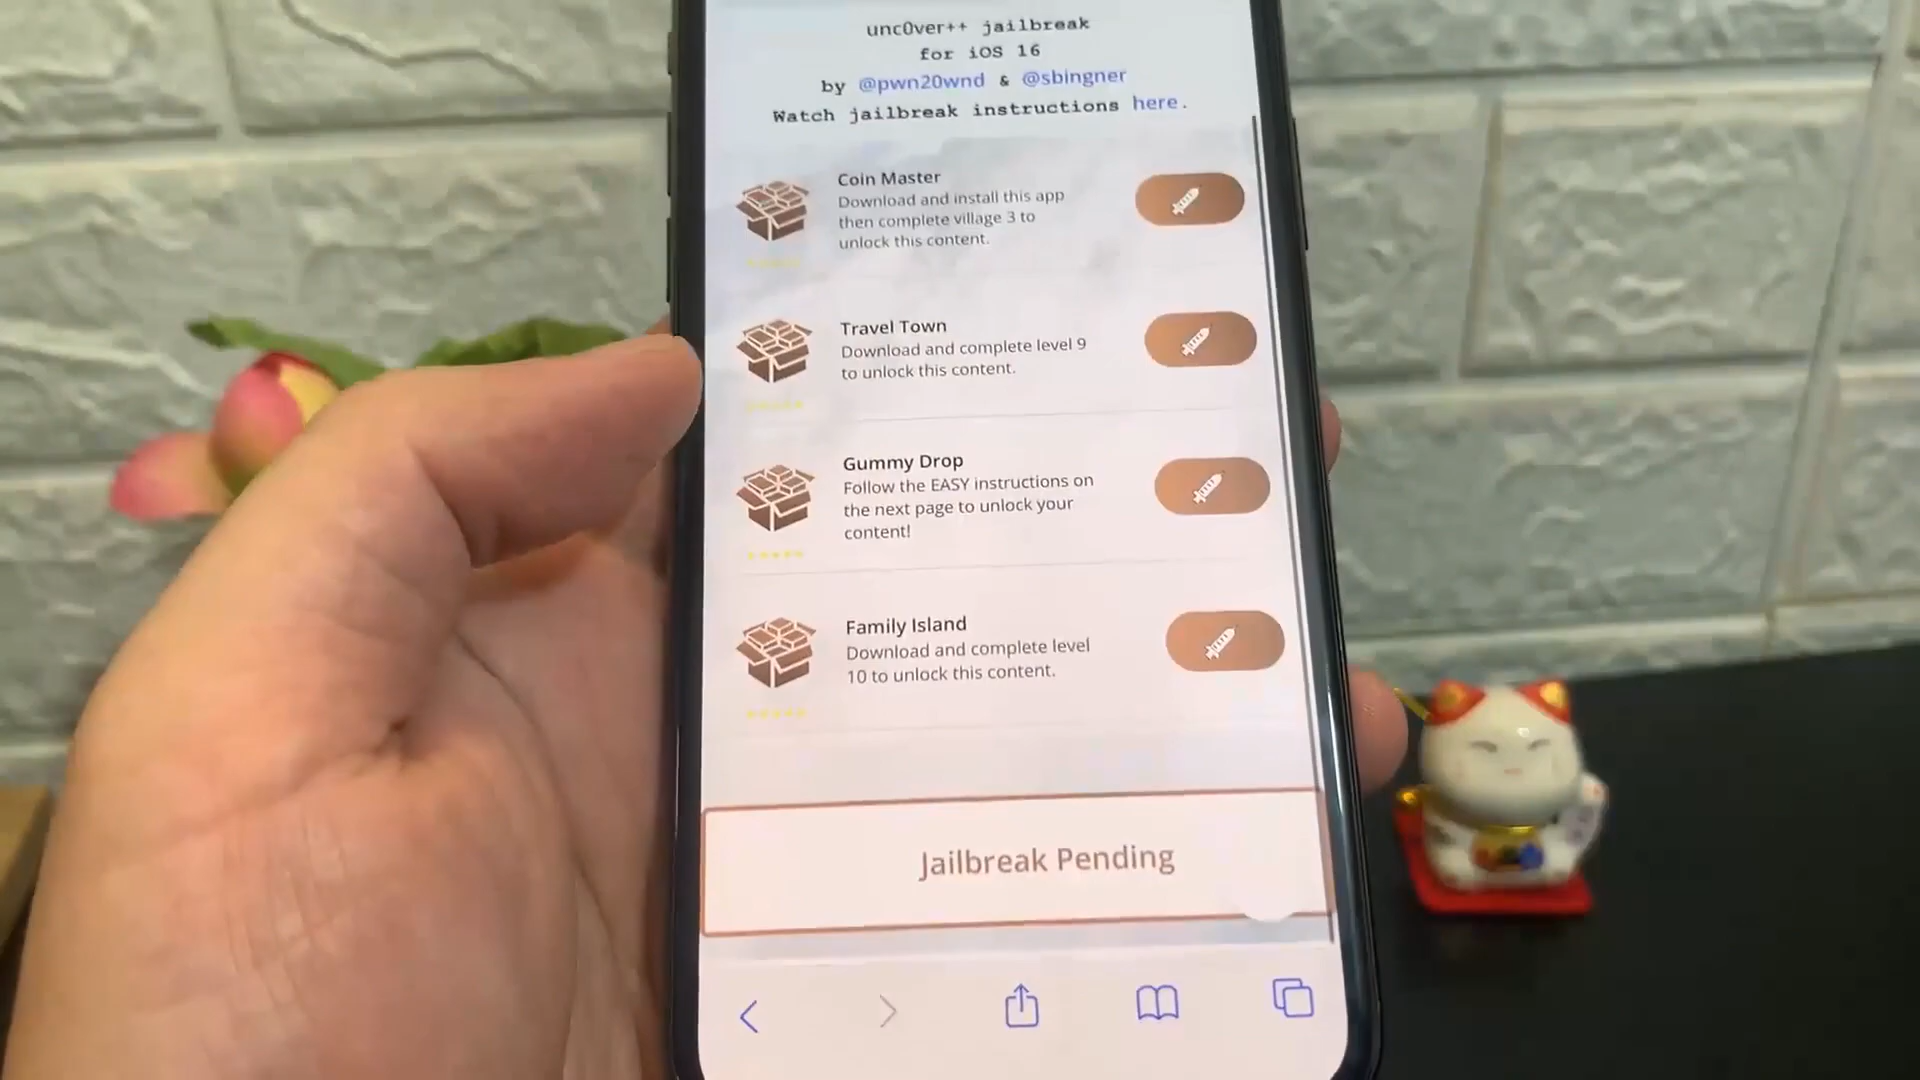 unc0ver++ jailbreak
for iOS 16
by @pwn20wnd & @sbingner
Watch jailbreak instructions here.
Coin Master
Download and install this app
then complete village 3 to
unlock this content.
Travel Town
Download and complete level 9
to unlock this content.
Gummy Drop
Follow the EASY instructions on
the next page to unlock your
content!
Family Island
Download and complete level
10 to unlock this content.
Jailbreak Pending